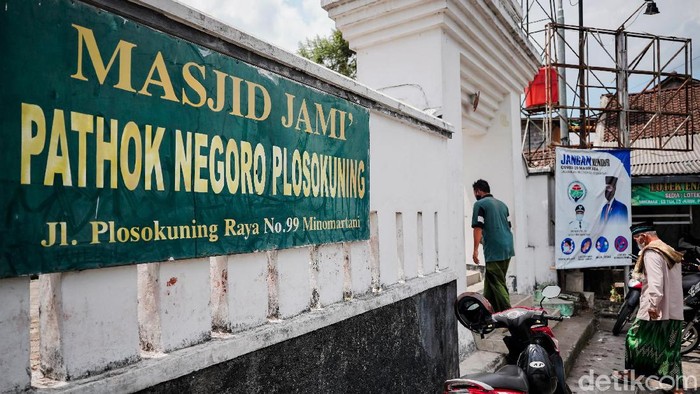 MASJID JAMI'
PATHOK NEGORO PLOSOKUNING
Jl. Plosokuning Raya No.99 Minomartani
JANGAN
detikcom